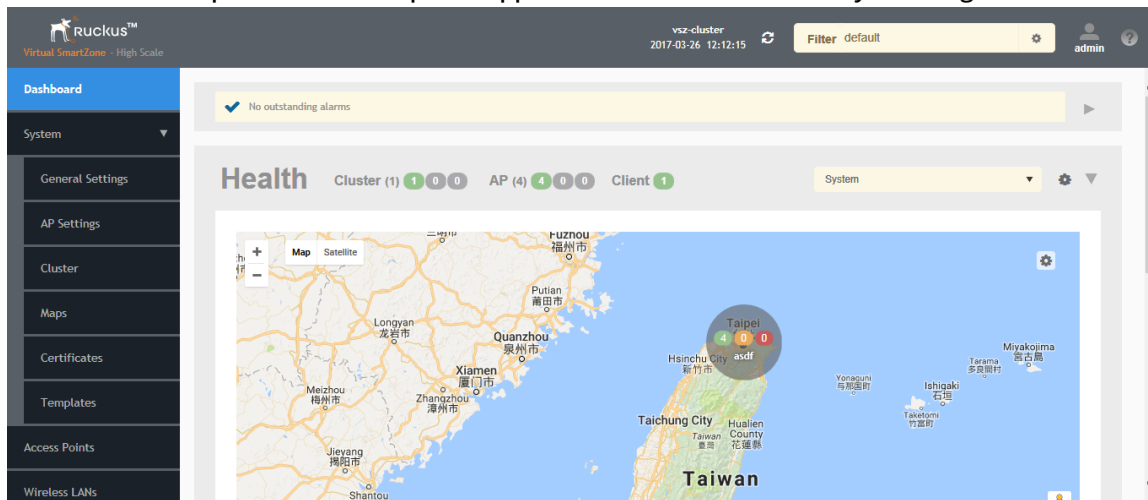 Ruckus™
Virtual SmartZone - High Scale
vsz-cluster
2017-03-26 12:12:15
Filter default
admin
?
Dashboard
System
General Settings
AP Settings
Cluster
Maps
Certificates
Templates
Access Points
Wireless LANs
No outstanding alarms
Health
Cluster (1) 1 0 0
AP (4) 4 0 0
Client 1
System
+
−
Map
Satellite
Fuzhou
福州市
Putian
莆田市
Longyan
龙岩市
Quanzhou
泉州市
Xiamen
厦门市
Meizhou
梅州市
Zhangzhou
漳州市
Jieyang
揭阳市
Shantou
Taipei
4 0 0
asdf
Hsinchu City
新竹市
Taichung City
Hualien
County
花蓮縣
Taiwan
臺灣
Taiwan
Yonaguni
与那国町
Tarama
多良間村
Miyakojima
宮古島
Ishigaki
石垣
Taketomi
竹富町